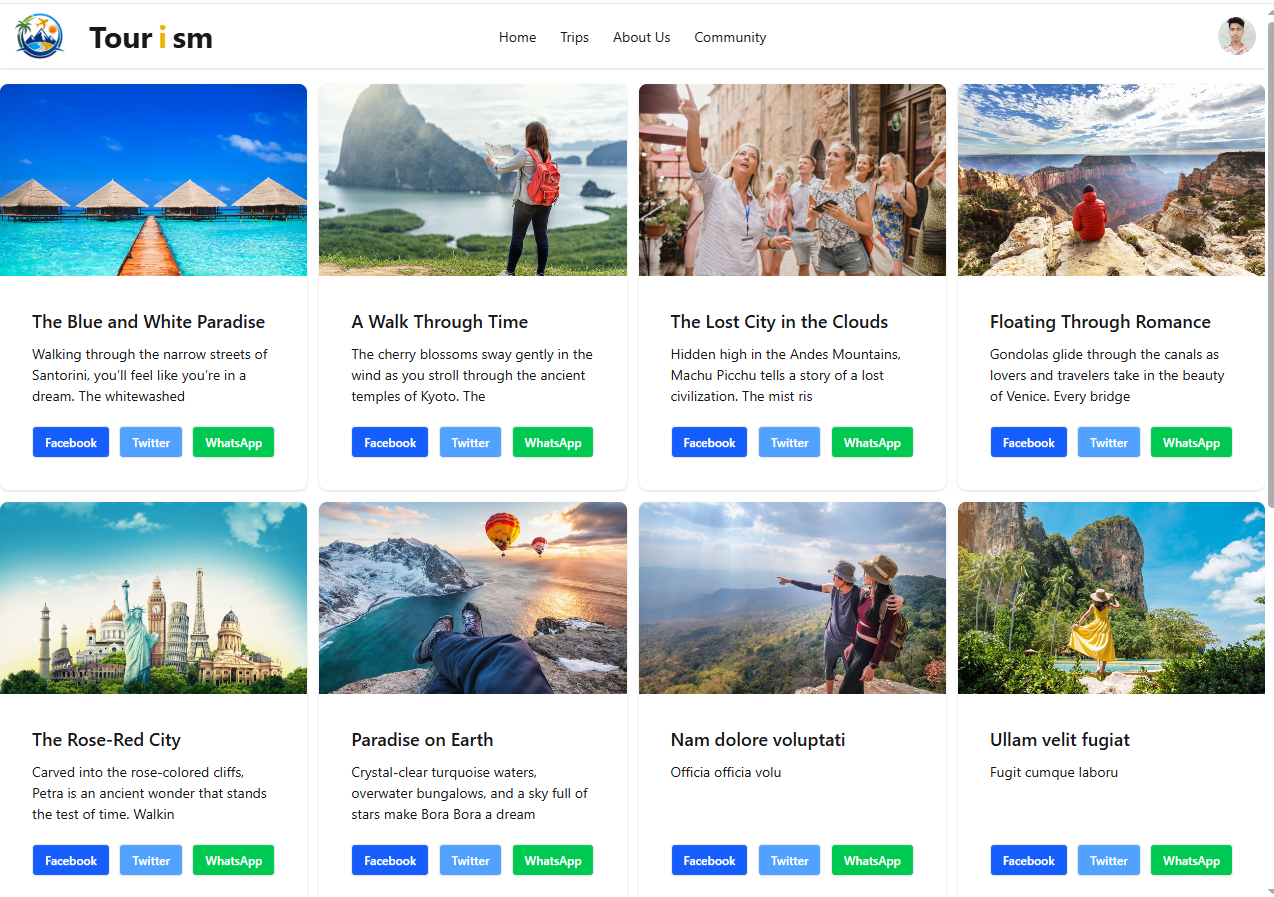 Tour i sm
Home Trips About Us Community
The Blue and White Paradise
Walking through the narrow streets of
Santorini, you’ll feel like you’re in a
dream. The whitewashed
Facebook Twitter WhatsApp
A Walk Through Time
The cherry blossoms sway gently in the
wind as you stroll through the ancient
temples of Kyoto. The
Facebook Twitter WhatsApp
The Lost City in the Clouds
Hidden high in the Andes Mountains,
Machu Picchu tells a story of a lost
civilization. The mist ris
Facebook Twitter WhatsApp
Floating Through Romance
Gondolas glide through the canals as
lovers and travelers take in the beauty
of Venice. Every bridge
Facebook Twitter WhatsApp
The Rose-Red City
Carved into the rose-colored cliffs,
Petra is an ancient wonder that stands
the test of time. Walkin
Facebook Twitter WhatsApp
Paradise on Earth
Crystal-clear turquoise waters,
overwater bungalows, and a sky full of
stars make Bora Bora a dream
Facebook Twitter WhatsApp
Nam dolore voluptati
Officia officia volu
Facebook Twitter WhatsApp
Ullam velit fugiat
Fugit cumque laboru
Facebook Twitter WhatsApp